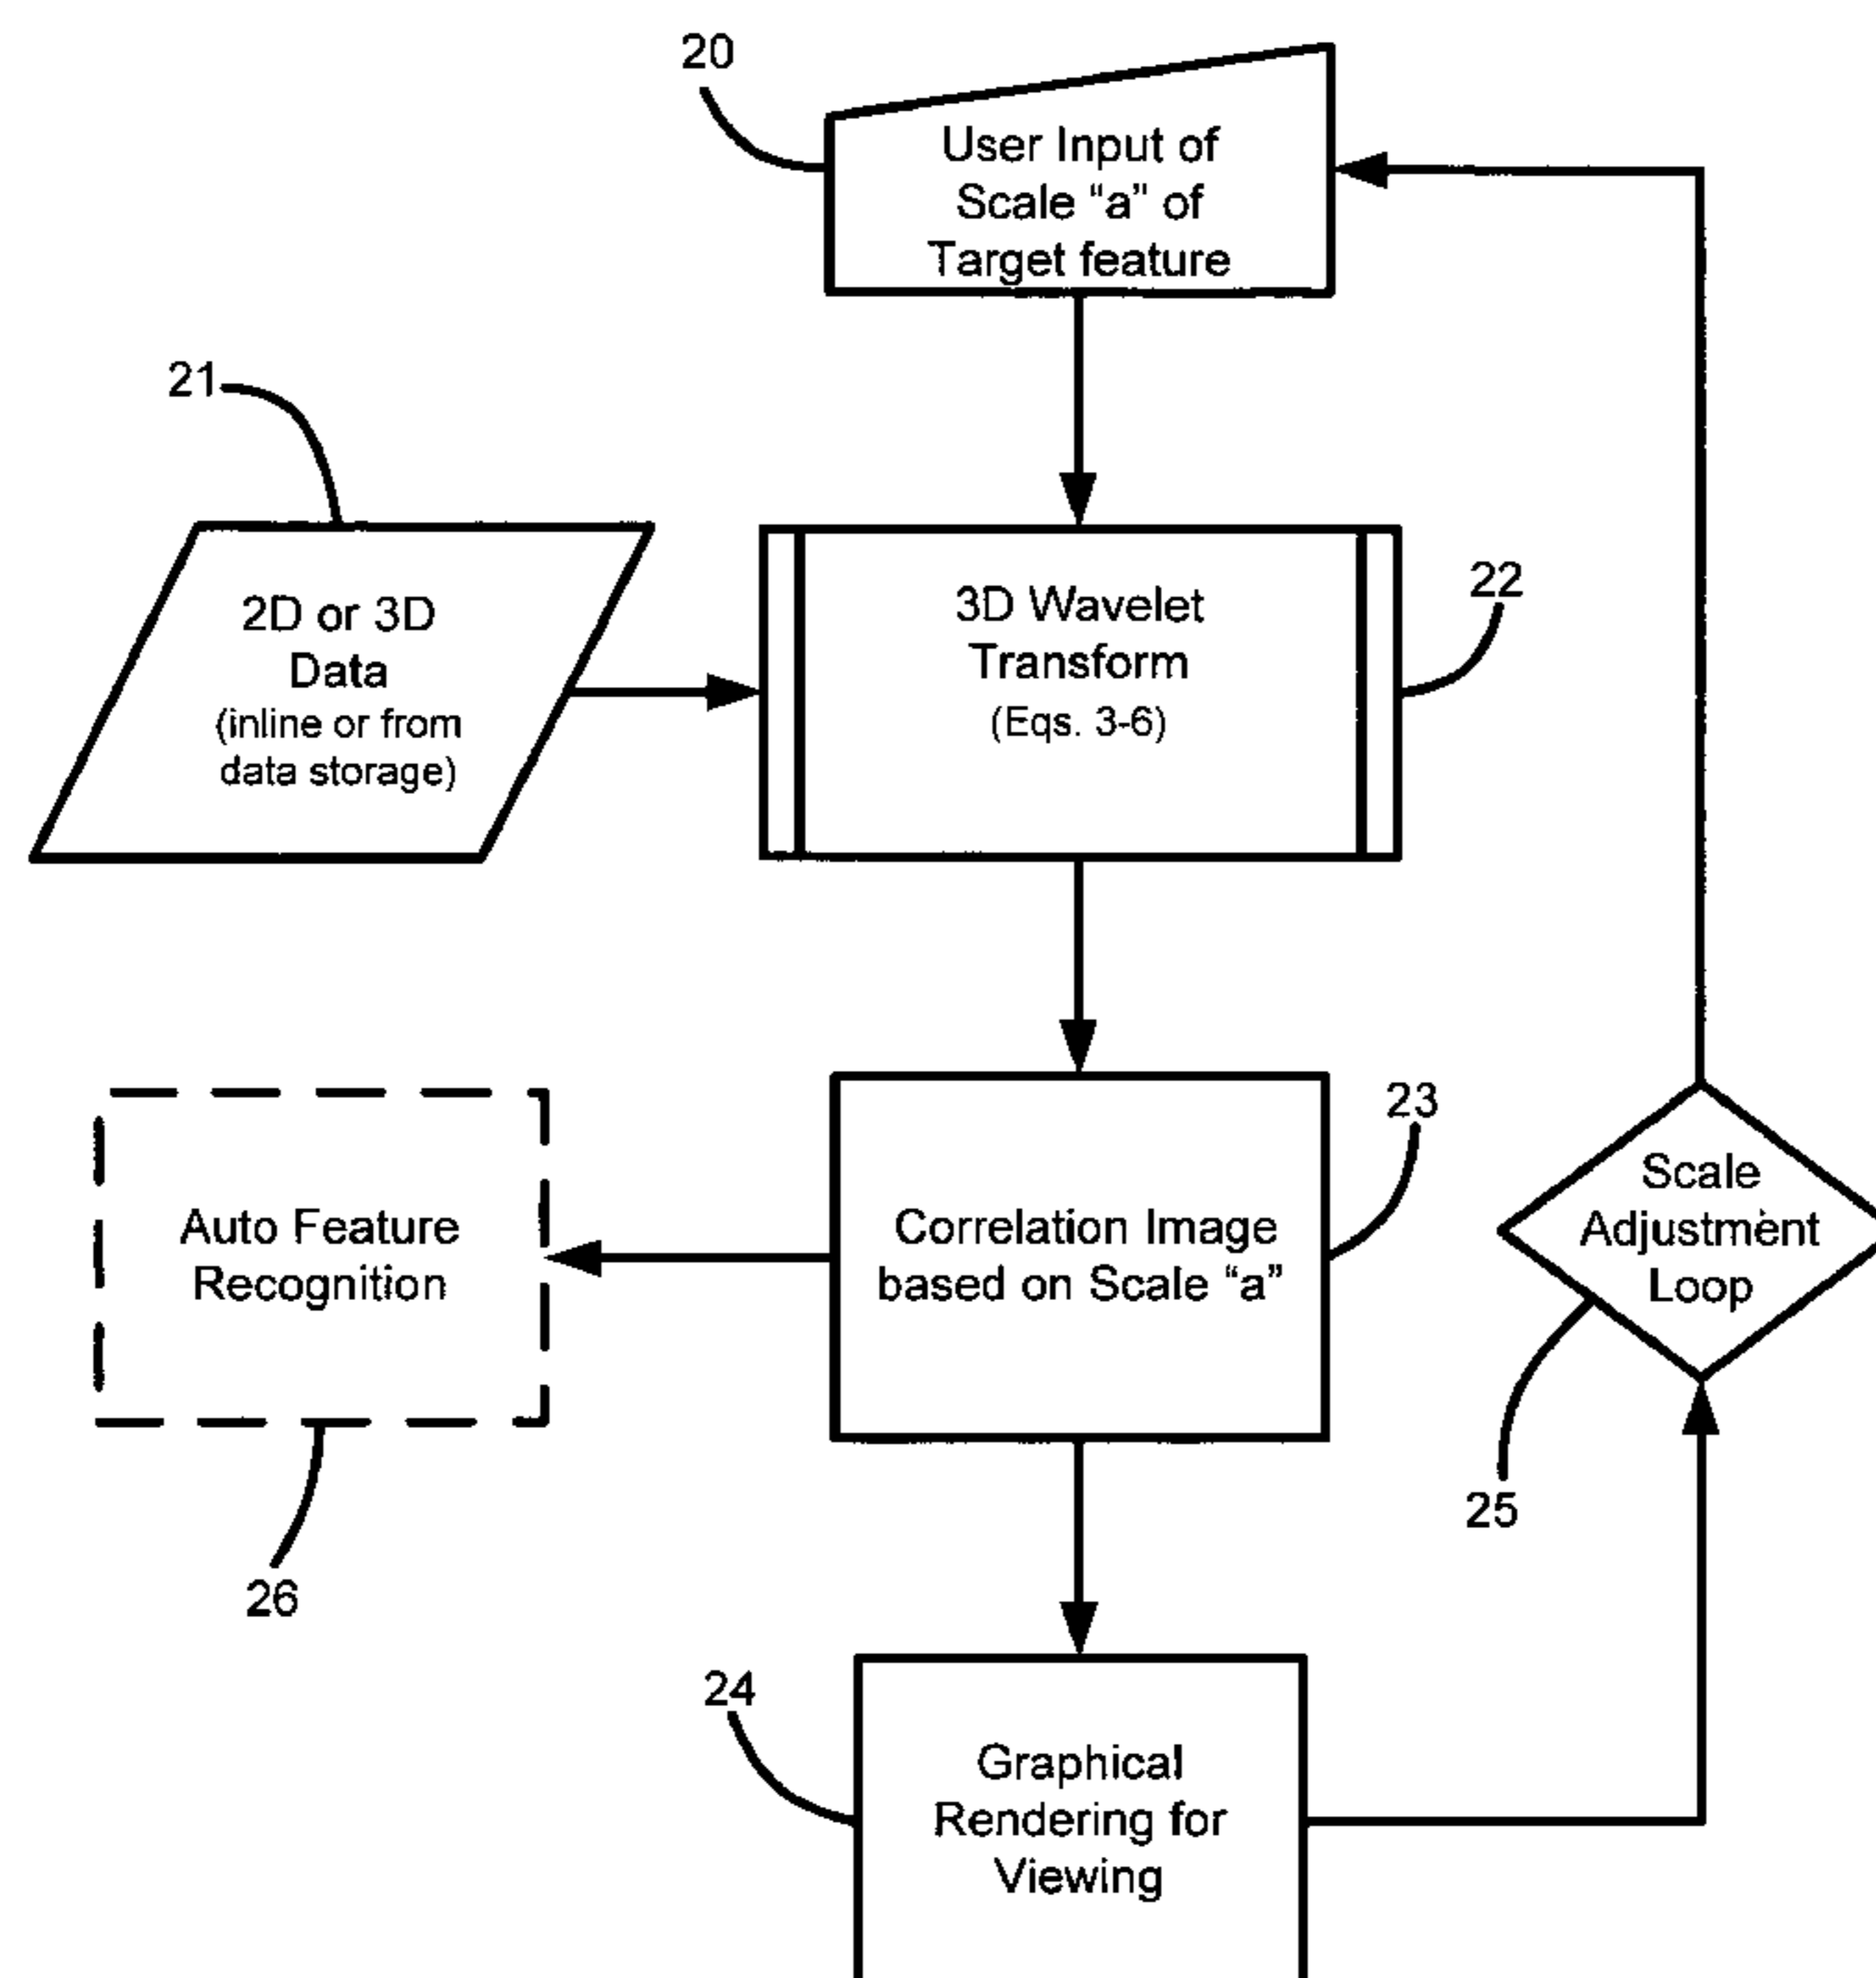 20
User Input of
Scale “a” of
Target feature
21
2D or 3D
Data
(inline or from
data storage)
3D Wavelet
Transform
(Eqs. 3-6)
22
Auto Feature
Recognition
26
Correlation Image
based on Scale “a”
23
Scale
Adjustment
Loop
25
24
Graphical
Rendering for
Viewing